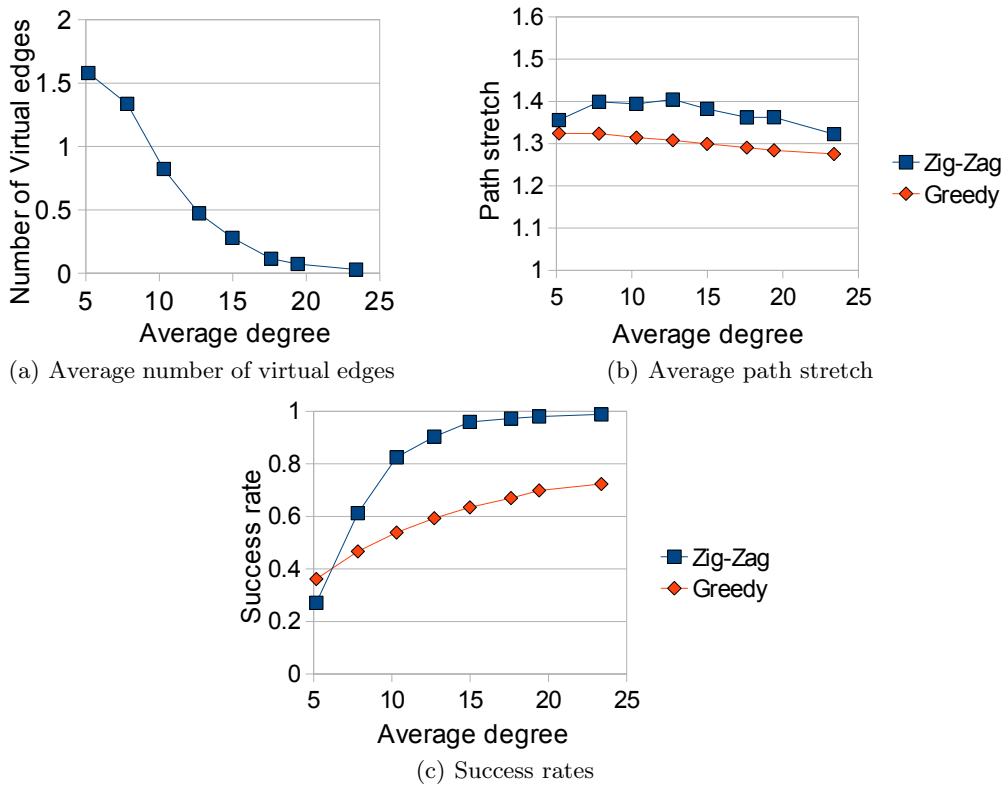 Number of Virtual edges
2
1.5
1
0.5
0
5 10 15 20 25
Average degree
(a) Average number of virtual edges
Path stretch
1.6
1.5
1.4
1.3
1.2
1.1
1
5 10 15 20 25
Average degree
Zig-Zag
Greedy
(b) Average path stretch
Success rate
1
0.8
0.6
0.4
0.2
0
5 10 15 20 25
Average degree
Zig-Zag
Greedy
(c) Success rates